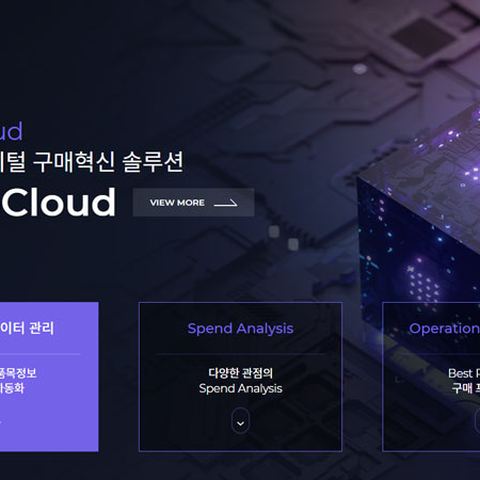 ud
털 구매혁신 솔루션
Cloud
VIEW MORE
이터 관리
품목정보
자동화
Spend Analysis
다양한 관점의
Spend Analysis
Operation
Best
구매